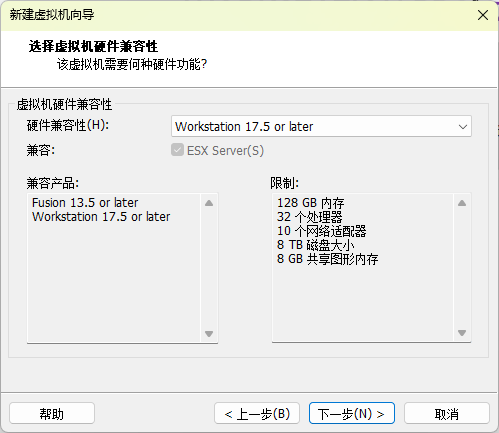 新建虚拟机向导
选择虚拟机硬件兼容性
该虚拟机需要何种硬件功能?
虚拟机硬件兼容性
硬件兼容性(H):
Workstation 17.5 or later
兼容:
ESX Server(S)
兼容产品:
Fusion 13.5 or later
Workstation 17.5 or later
限制:
128 GB 内存
32 个处理器
10 个网络适配器
8 TB 磁盘大小
8 GB 共享图形内存
帮助
< 上一步(B)
下一步(N) >
取消